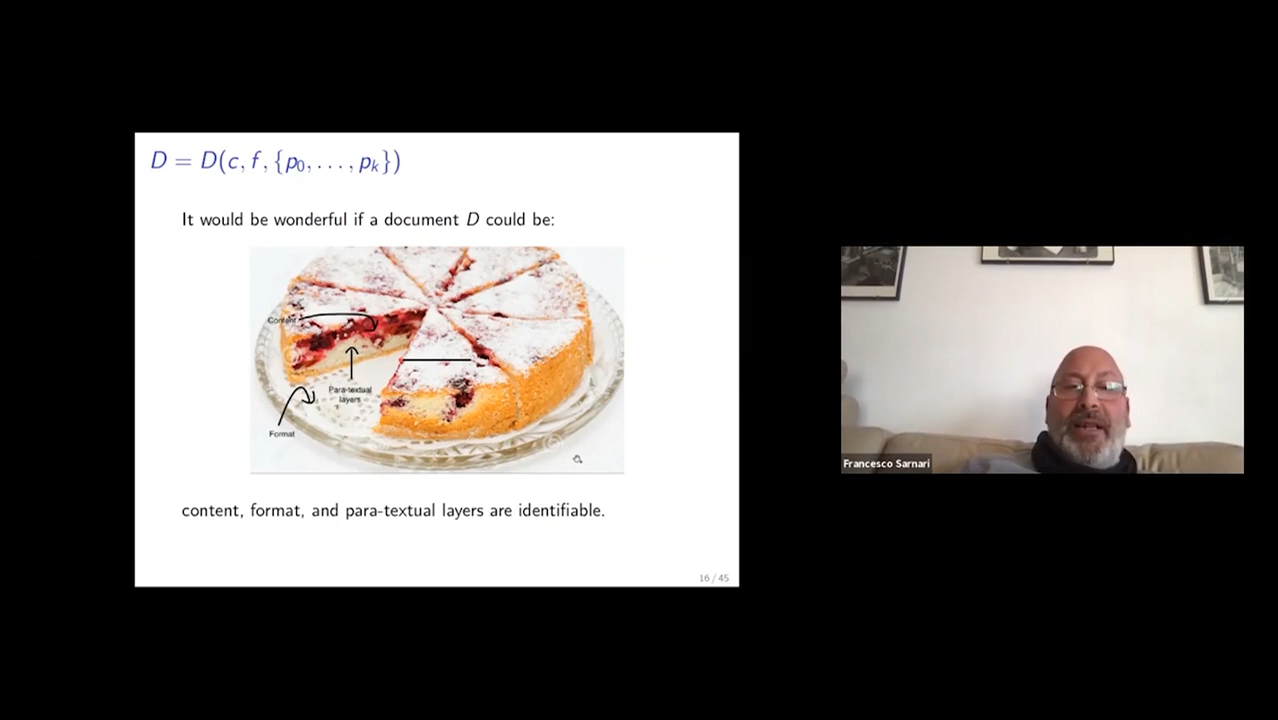 D = D(c, f, {p₀, . . . , pₖ})
It would be wonderful if a document D could be:
Content
Para-textual
layers
Format
content, format, and para-textual layers are identifiable.
16 / 45
Francesco Sarnari